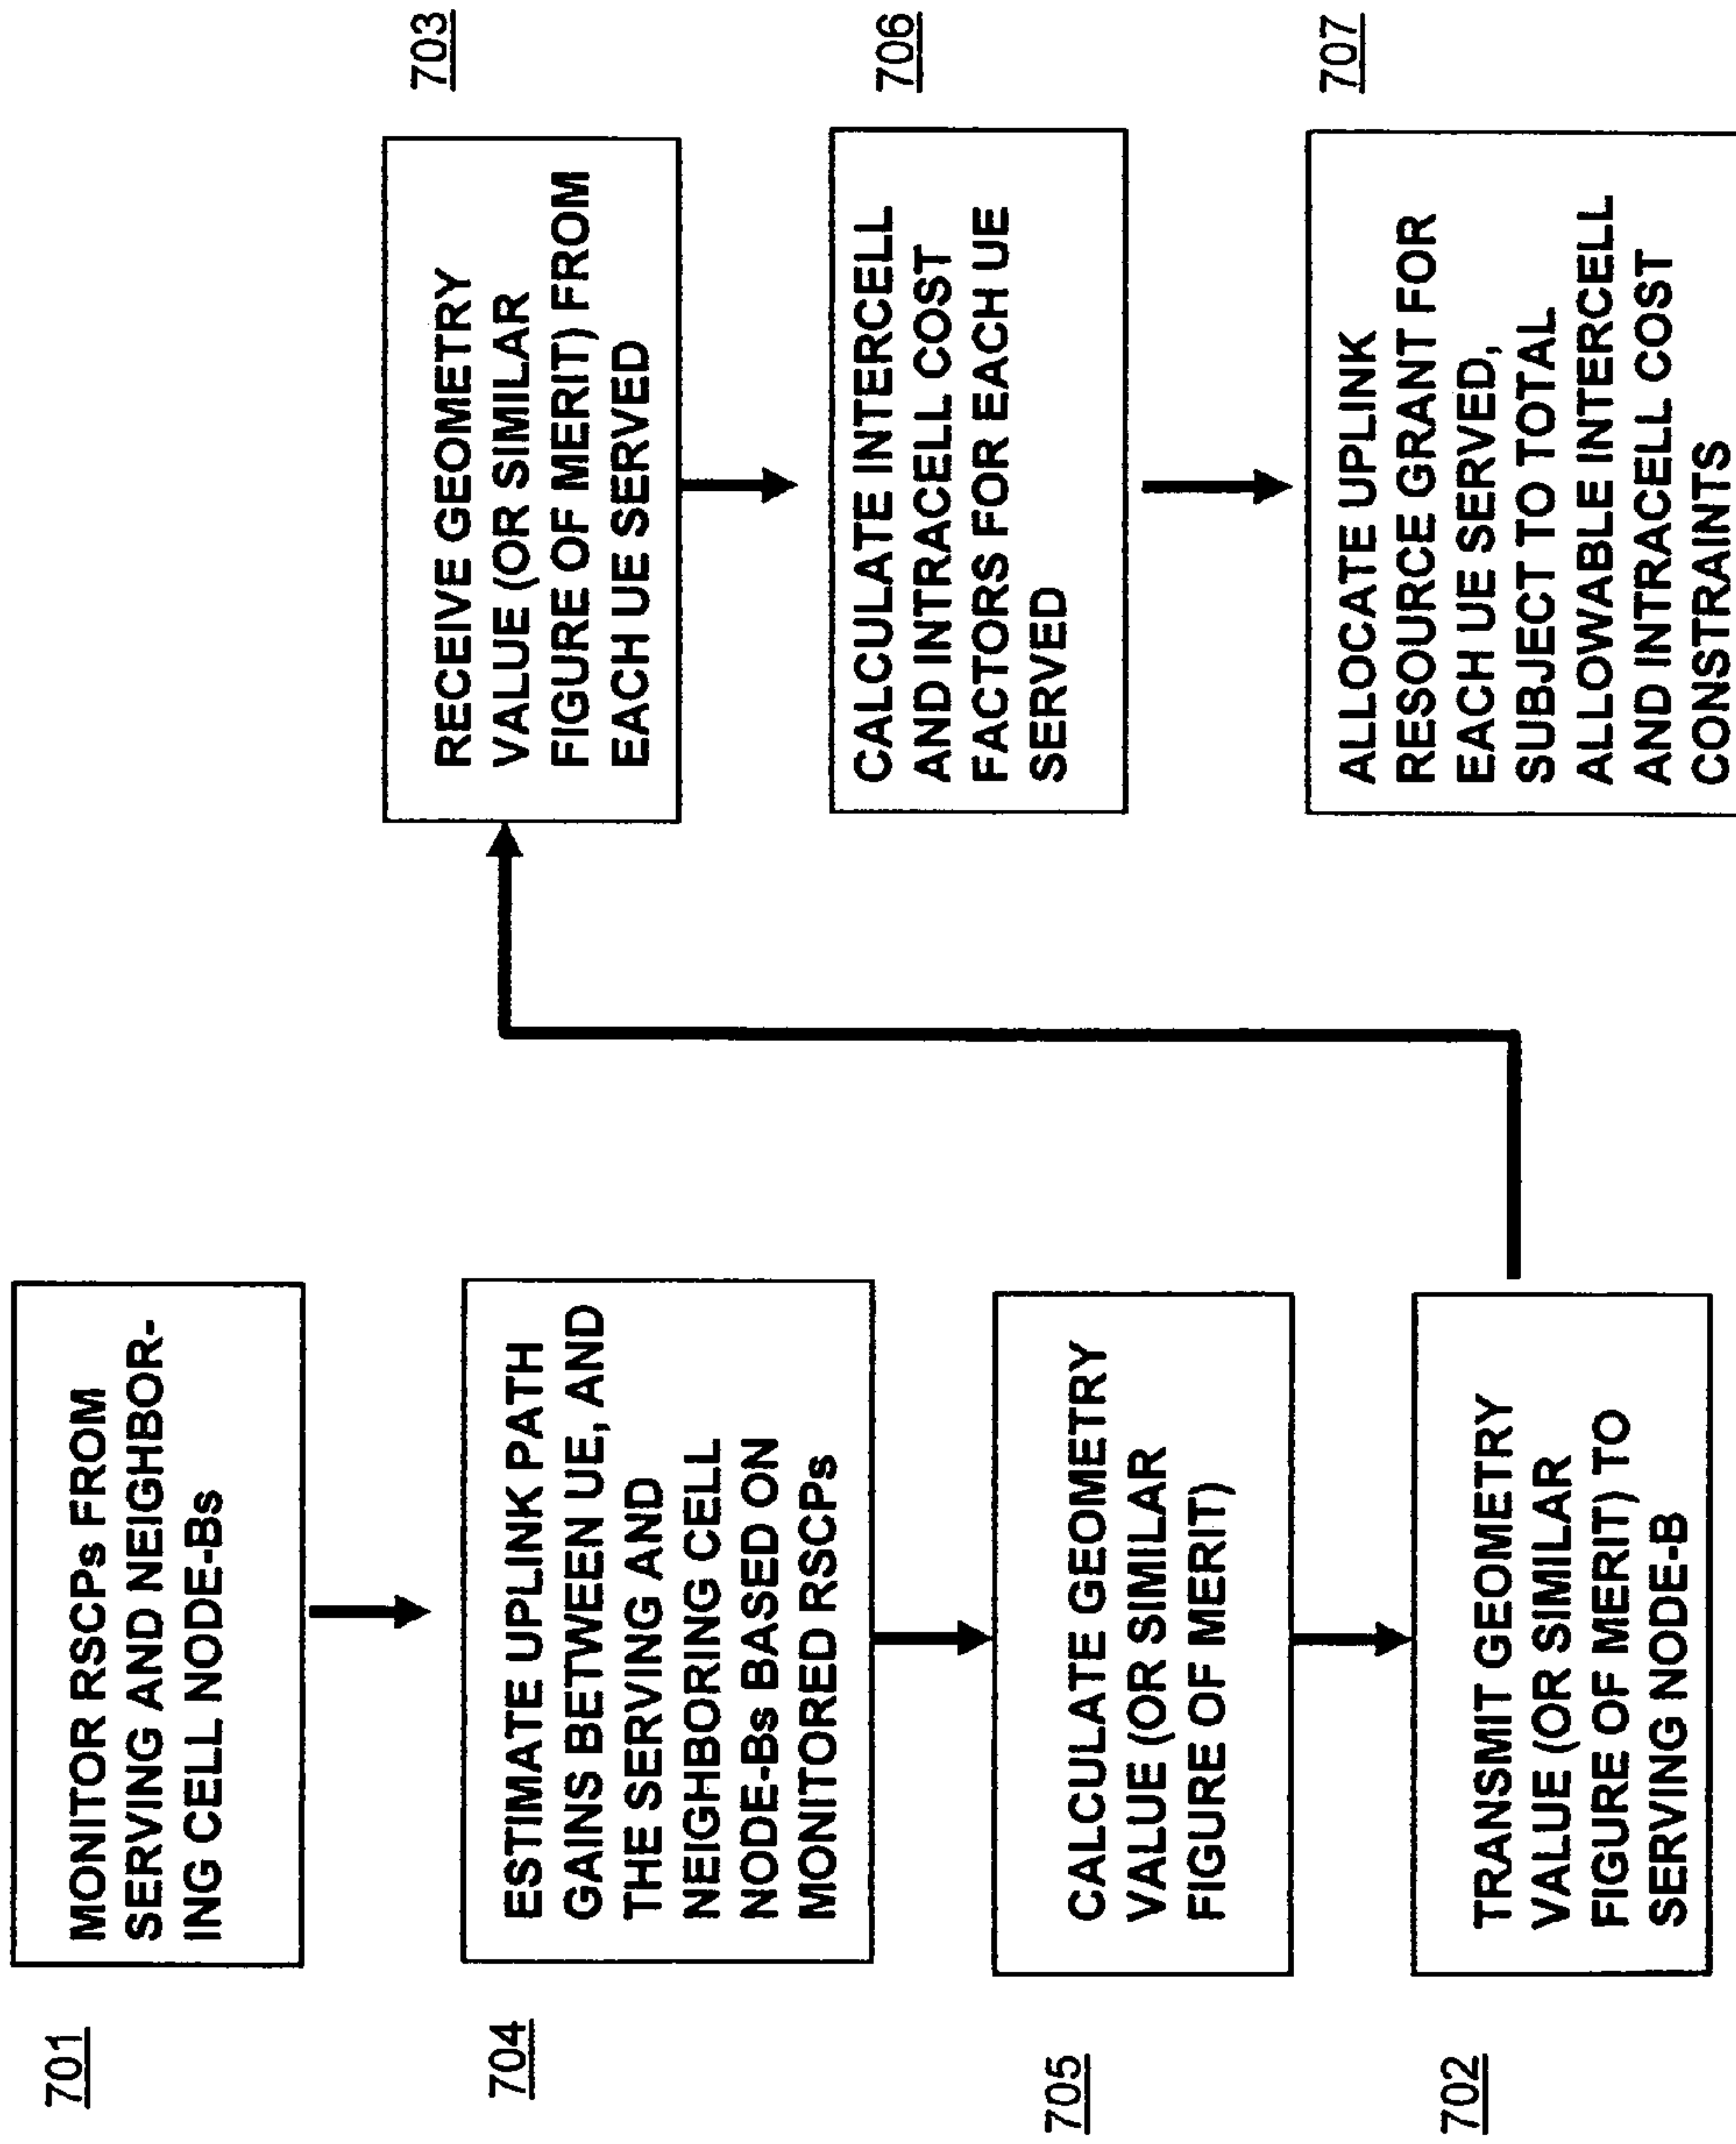 701
MONITOR RSCPs FROM
SERVING AND NEIGHBOR-
ING CELL NODE-Bs
704
ESTIMATE UPLINK PATH
GAINS BETWEEN UE, AND
THE SERVING AND
NEIGHBORING CELL
NODE-Bs BASED ON
MONITORED RSCPs
705
CALCULATE GEOMETRY
VALUE (OR SIMILAR
FIGURE OF MERIT)
702
TRANSMIT GEOMETRY
VALUE (OR SIMILAR
FIGURE OF MERIT) TO
SERVING NODE-B
703
RECEIVE GEOMETRY
VALUE (OR SIMILAR
FIGURE OF MERIT) FROM
EACH UE SERVED
706
CALCULATE INTERCELL
AND INTRACELL COST
FACTORS FOR EACH UE
SERVED
707
ALLOCATE UPLINK
RESOURCE GRANT FOR
EACH UE SERVED,
SUBJECT TO TOTAL
ALLOWABLE INTERCELL
AND INTRACELL COST
CONSTRAINTS